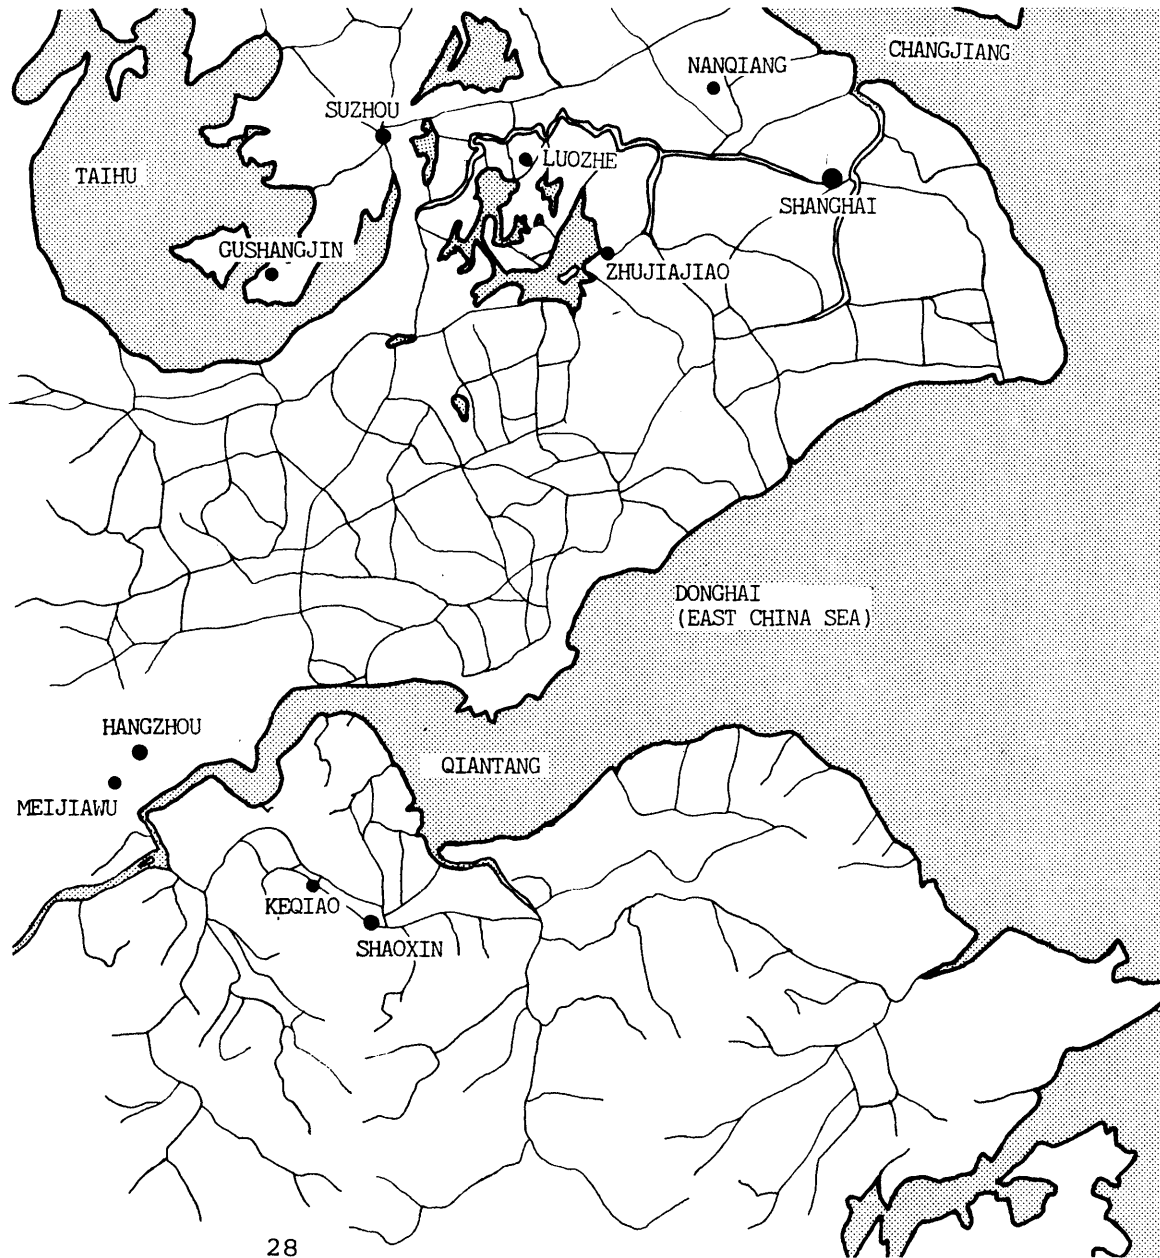 CHANGJIANG
NANQIANG
SUZHOU
LUOZHE
TAIHU
SHANGHAI
GUSHANGJIN
ZHUJIAJIAO
DONGHAI
(EAST CHINA SEA)
HANGZHOU
QIANTANG
MEIJIAWU
KEQIAO
SHAOXIN
28